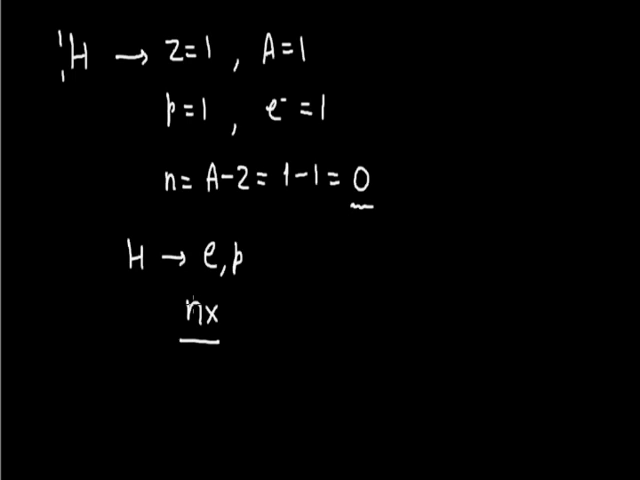 ¹₁H → Z=1 , A=1
p=1 , e⁻=1
n= A-Z= 1-1= 0
H → e,p
nx